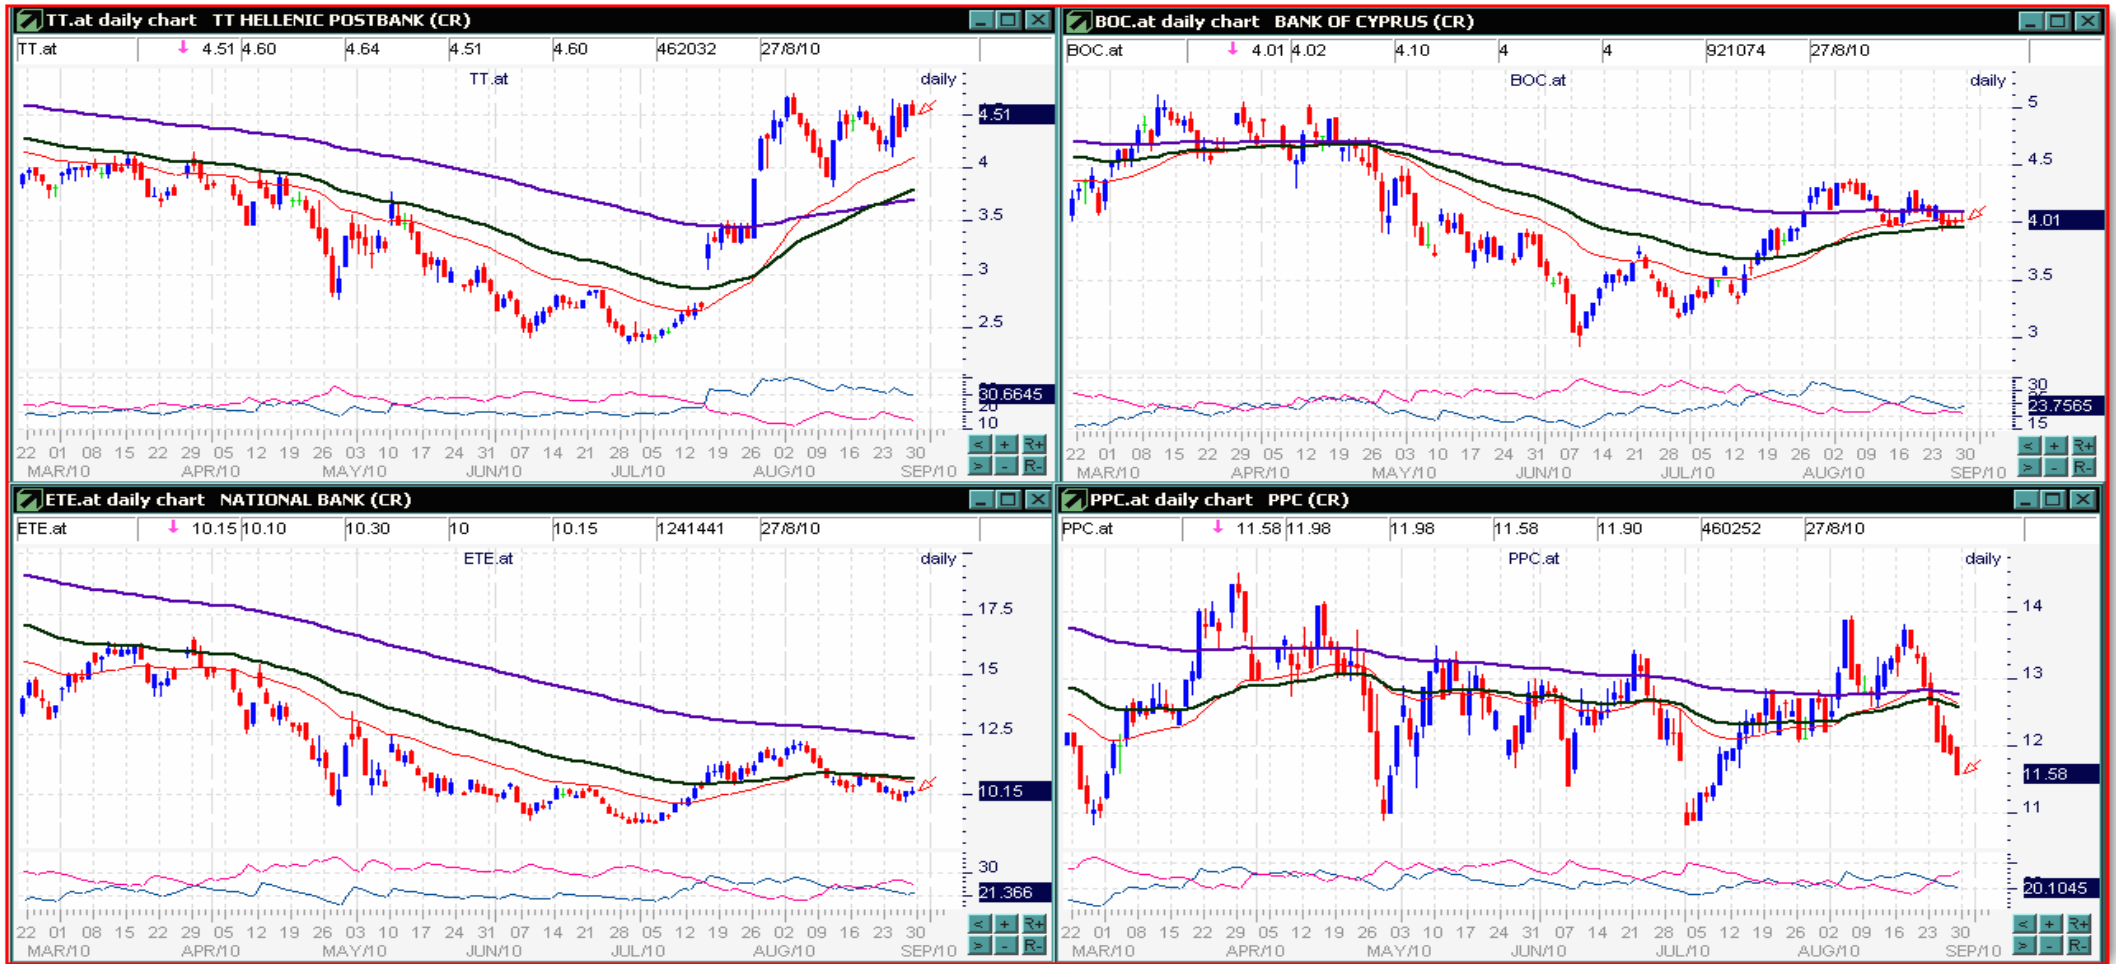 TT.at daily chart TT HELLENIC POSTBANK (CR)
TT.at 4.51 4.60 4.64 4.51 4.60 462032 27/8/10
TT.at daily
4.51
4
3.5
3
2.5
30.6645
20
10
22 01 08 15 22 29 05 12 19 26 03 10 17 24 31 07 14 21 28 05 12 19 26 02 09 16 23 30
MAR/10 APR/10 MAY/10 JUN/10 JUL/10 AUG/10 SEP/10
< + R+
> - R-
BOC.at daily chart BANK OF CYPRUS (CR)
BOC.at 4.01 4.02 4.10 4 4 921074 27/8/10
BOC.at daily
5
4.5
4.01
3.5
3
30
23.7565
15
22 01 08 15 22 29 05 12 19 26 03 10 17 24 31 07 14 21 28 05 12 19 26 02 09 16 23 30
MAR/10 APR/10 MAY/10 JUN/10 JUL/10 AUG/10 SEP/10
< + R+
> - R-
ETE.at daily chart NATIONAL BANK (CR)
ETE.at 10.15 10.10 10.30 10 10.15 1241441 27/8/10
ETE.at daily
17.5
15
12.5
10.15
30
21.366
22 01 08 15 22 29 05 12 19 26 03 10 17 24 31 07 14 21 28 05 12 19 26 02 09 16 23 30
MAR/10 APR/10 MAY/10 JUN/10 JUL/10 AUG/10 SEP/10
< + R+
> - R-
PPC.at daily chart PPC (CR)
PPC.at 11.58 11.98 11.98 11.58 11.90 460252 27/8/10
PPC.at daily
14
13
12
11.58
11
20.1045
22 01 08 15 22 29 05 12 19 26 03 10 17 24 31 07 14 21 28 05 12 19 26 02 09 16 23 30
MAR/10 APR/10 MAY/10 JUN/10 JUL/10 AUG/10 SEP/10
< + R+
> - R-